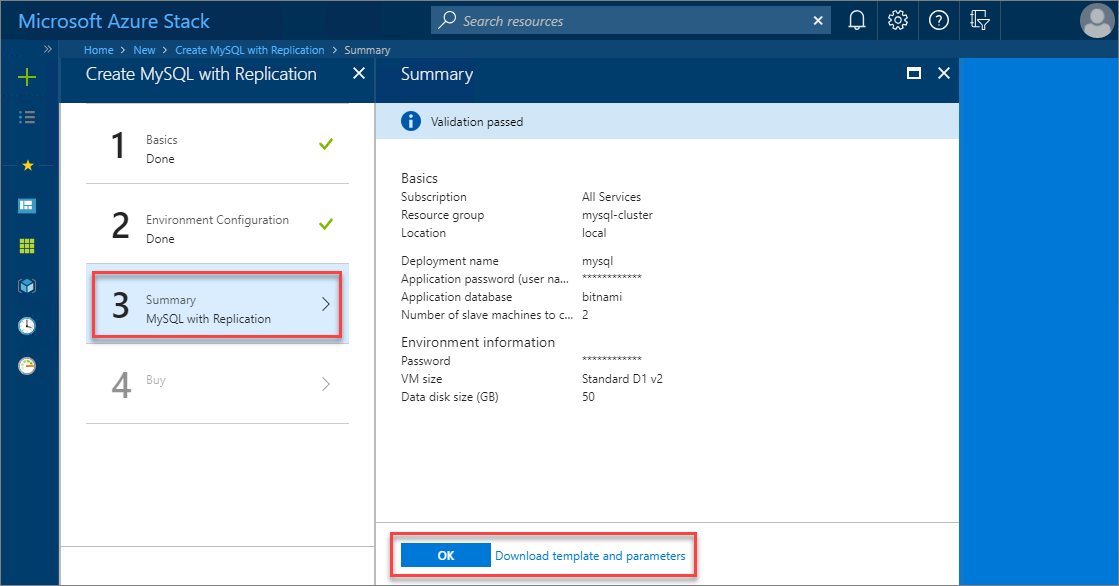 Microsoft Azure Stack
Search resources
Home > New > Create MySQL with Replication > Summary
Create MySQL with Replication
1
Basics
Done
2
Environment Configuration
Done
3
Summary
MySQL with Replication
4
Buy
Summary
Validation passed
Basics
Subscription All Services
Resource group mysql-cluster
Location local
Deployment name mysql
Application password (user na... ************
Application database bitnami
Number of slave machines to c... 2
Environment information
Password ************
VM size Standard D1 v2
Data disk size (GB) 50
OK Download template and parameters